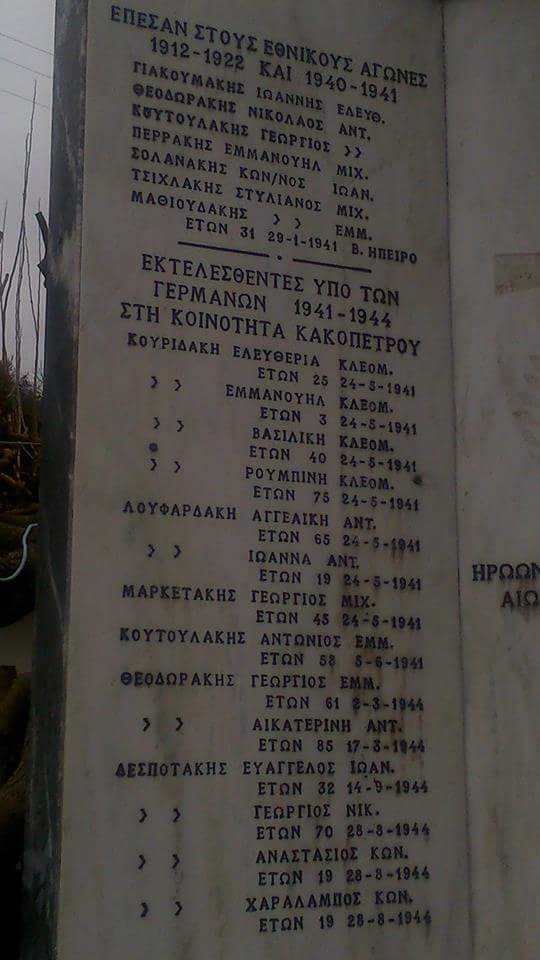 ΕΠΕΣΑΝ ΣΤΟΥΣ ΕΘΝΙΚΟΥΣ ΑΓΩΝΕΣ
1912-1922 ΚΑΙ 1940-1941
ΓΙΑΚΟΥΜΑΚΗΣ ΙΩΑΝΝΗΣ ΕΛΕΥΘ.
ΘΕΟΔΩΡΑΚΗΣ ΝΙΚΟΛΑΟΣ ΑΝΤ.
ΚΟΥΤΟΥΛΑΚΗΣ ΓΕΩΡΓΙΟΣ 》
ΠΕΡΡΑΚΗΣ ΕΜΜΑΝΟΥΗΛ ΜΙΧ.
ΣΟΛΑΝΑΚΗΣ ΚΩΝ/ΝΟΣ ΙΩΑΝ.
ΤΣΙΧΛΑΚΗΣ ΣΤΥΛΙΑΝΟΣ ΜΙΧ.
ΜΑΘΙΟΥΔΑΚΗΣ 》 ΕΜΜ.
ΕΤΩΝ 31 29-1-1941 Β. ΗΠΕΙΡΟ
ΕΚΤΕΛΕΣΘΕΝΤΕΣ ΥΠΟ ΤΩΝ
ΓΕΡΜΑΝΩΝ 1941-1944
ΣΤΗ ΚΟΙΝΟΤΗΤΑ ΚΑΚΟΠΕΤΡΟΥ
ΚΟΥΡΙΔΑΚΗ ΕΛΕΥΘΕΡΙΑ ΚΛΕΟΜ.
ΕΤΩΝ 25 24-5-1941
》 ΕΜΜΑΝΟΥΗΛ ΚΛΕΟΜ.
ΕΤΩΝ 3 24-5-1941
》 ΒΑΣΙΛΙΚΗ ΚΛΕΟΜ.
ΕΤΩΝ 40 24-5-1941
》 ΡΟΥΜΠΙΝΗ ΚΛΕΟΜ.
ΕΤΩΝ 75 24-5-1941
ΛΟΥΦΑΡΔΑΚΗ ΑΓΓΕΛΙΚΗ ΑΝΤ.
ΕΤΩΝ 65 24-5-1941
》 ΙΩΑΝΝΑ ΑΝΤ.
ΕΤΩΝ 19 24-5-1941
ΜΑΡΚΕΤΑΚΗΣ ΓΕΩΡΓΙΟΣ ΜΙΧ.
ΕΤΩΝ 45 24-5-1941
ΚΟΥΤΟΥΛΑΚΗΣ ΑΝΤΩΝΙΟΣ ΕΜΜ.
ΕΤΩΝ 58 5-6-1941
ΘΕΟΔΩΡΑΚΗΣ ΓΕΩΡΓΙΟΣ ΕΜΜ.
ΕΤΩΝ 61 2-3-1944
》 ΑΙΚΑΤΕΡΙΝΗ ΑΝΤ.
ΕΤΩΝ 85 17-3-1944
ΔΕΣΠΟΤΑΚΗΣ ΕΥΑΓΓΕΛΟΣ ΙΩΑΝ.
ΕΤΩΝ 32 14-9-1944
》 ΓΕΩΡΓΙΟΣ ΝΙΚ.
ΕΤΩΝ 70 28-8-1944
》 ΑΝΑΣΤΑΣΙΟΣ ΚΩΝ.
ΕΤΩΝ 19 28-8-1944
》 ΧΑΡΑΛΑΜΠΟΣ ΚΩΝ.
ΕΤΩΝ 19 28-8-1944
ΗΡΩΩΝ
ΑΙΩ